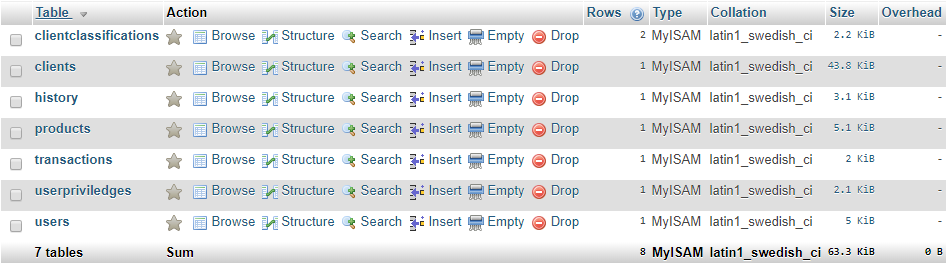 Table Action Rows Type Collation Size Overhead
clientclassifications Browse Structure Search Insert Empty Drop 2 MyISAM latin1_swedish_ci 2.2 KiB -
clients Browse Structure Search Insert Empty Drop 1 MyISAM latin1_swedish_ci 43.8 KiB -
history Browse Structure Search Insert Empty Drop 1 MyISAM latin1_swedish_ci 3.1 KiB -
products Browse Structure Search Insert Empty Drop 1 MyISAM latin1_swedish_ci 5.1 KiB -
transactions Browse Structure Search Insert Empty Drop 1 MyISAM latin1_swedish_ci 2 KiB -
userpriviledges Browse Structure Search Insert Empty Drop 1 MyISAM latin1_swedish_ci 2.1 KiB -
users Browse Structure Search Insert Empty Drop 1 MyISAM latin1_swedish_ci 5 KiB -
7 tables Sum 8 MyISAM latin1_swedish_ci 63.3 KiB 0 B